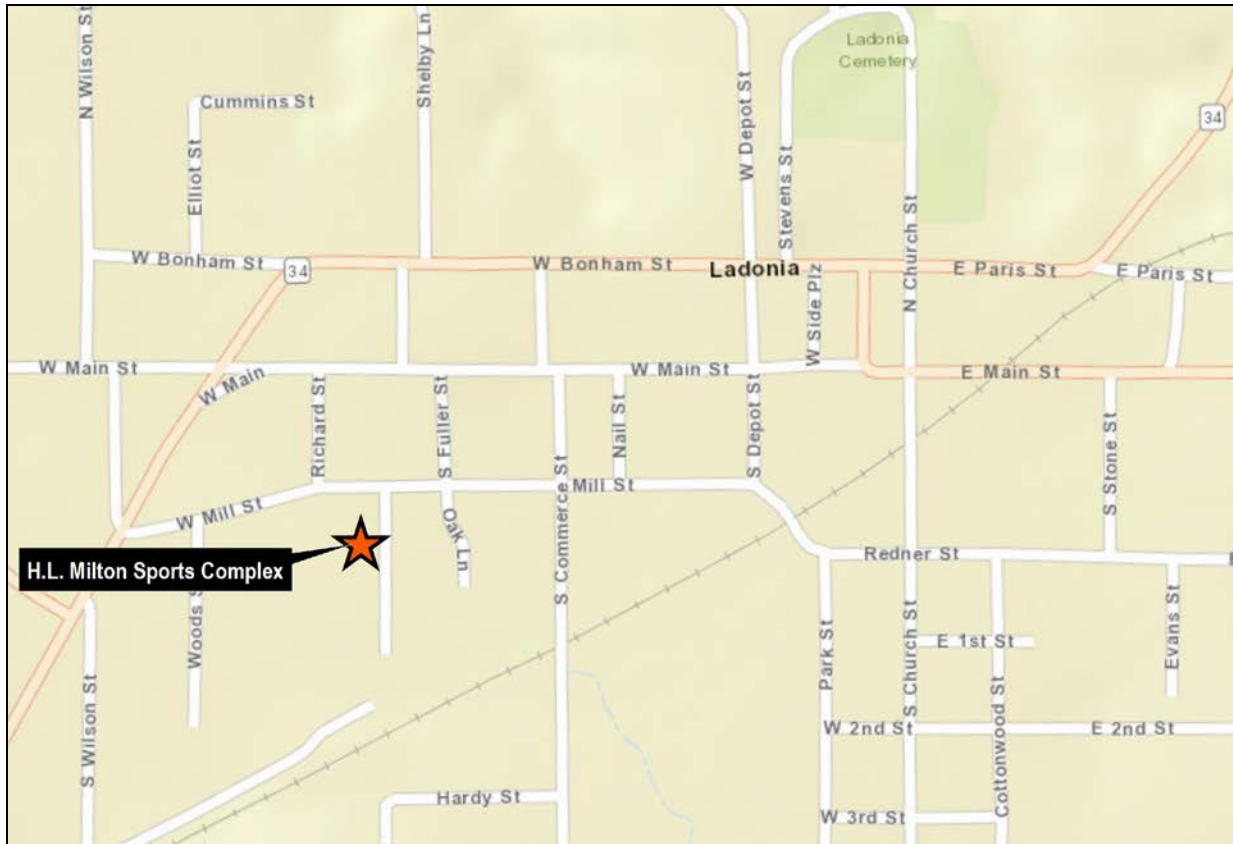 N Wilson St
Shelby Ln
Cummins St
Elliot St
W Depot St
Stevens St
Ladonia
Cemetery
N Church St
34
W Bonham St
34
W Bonham St
Ladonia
W Side Plz
E Paris St
E Paris St
W Main St
W Main
W Main St
E Main St
Richard St
S Fuller St
Nail St
S Depot St
S Stone St
W Mill St
Mill St
S Commerce St
Oak Ln
H.L. Milton Sports Complex
Woods
Redner St
Evans St
E 1st St
Park St
S Church St
Cottonwood St
S Wilson St
W 2nd St
E 2nd St
Hardy St
W 3rd St